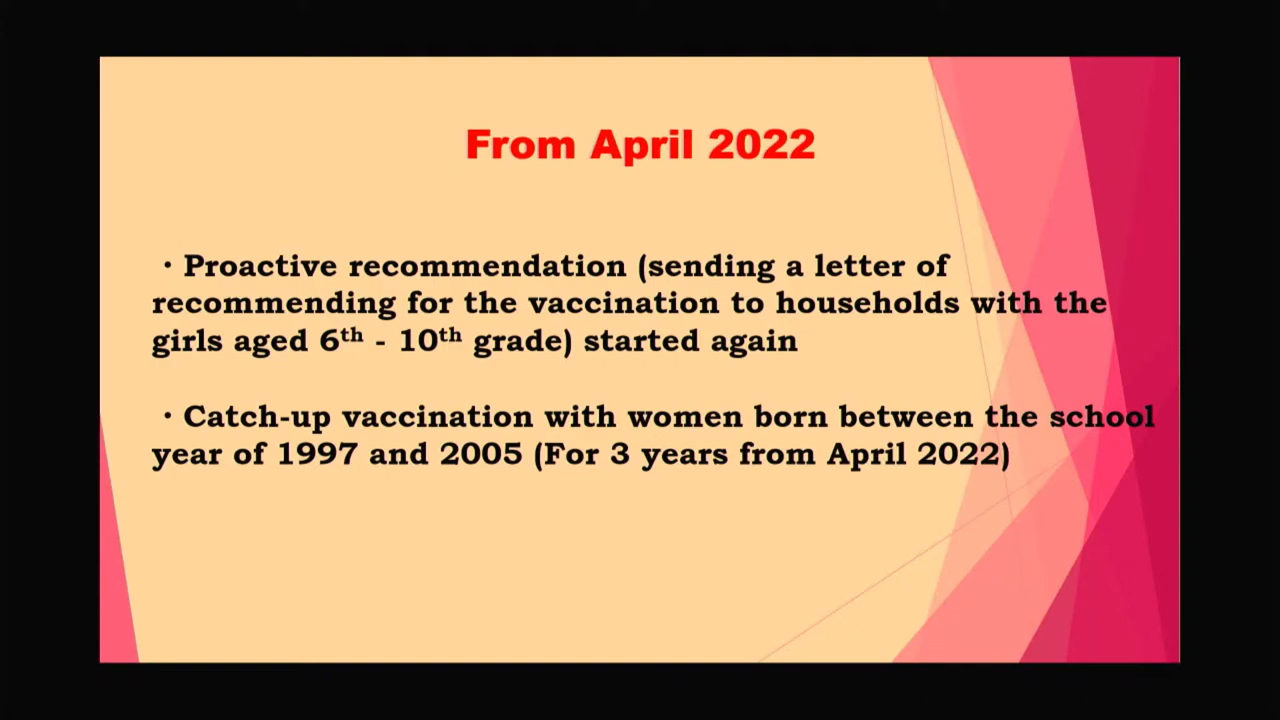 From April 2022
・Proactive recommendation (sending a letter of
recommending for the vaccination to households with the
girls aged 6th - 10th grade) started again
・Catch-up vaccination with women born between the school
year of 1997 and 2005 (For 3 years from April 2022)